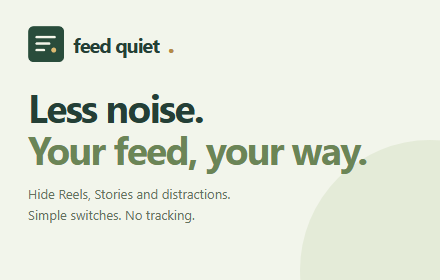 feed quiet .
Less noise.
Your feed, your way.
Hide Reels, Stories and distractions.
Simple switches. No tracking.